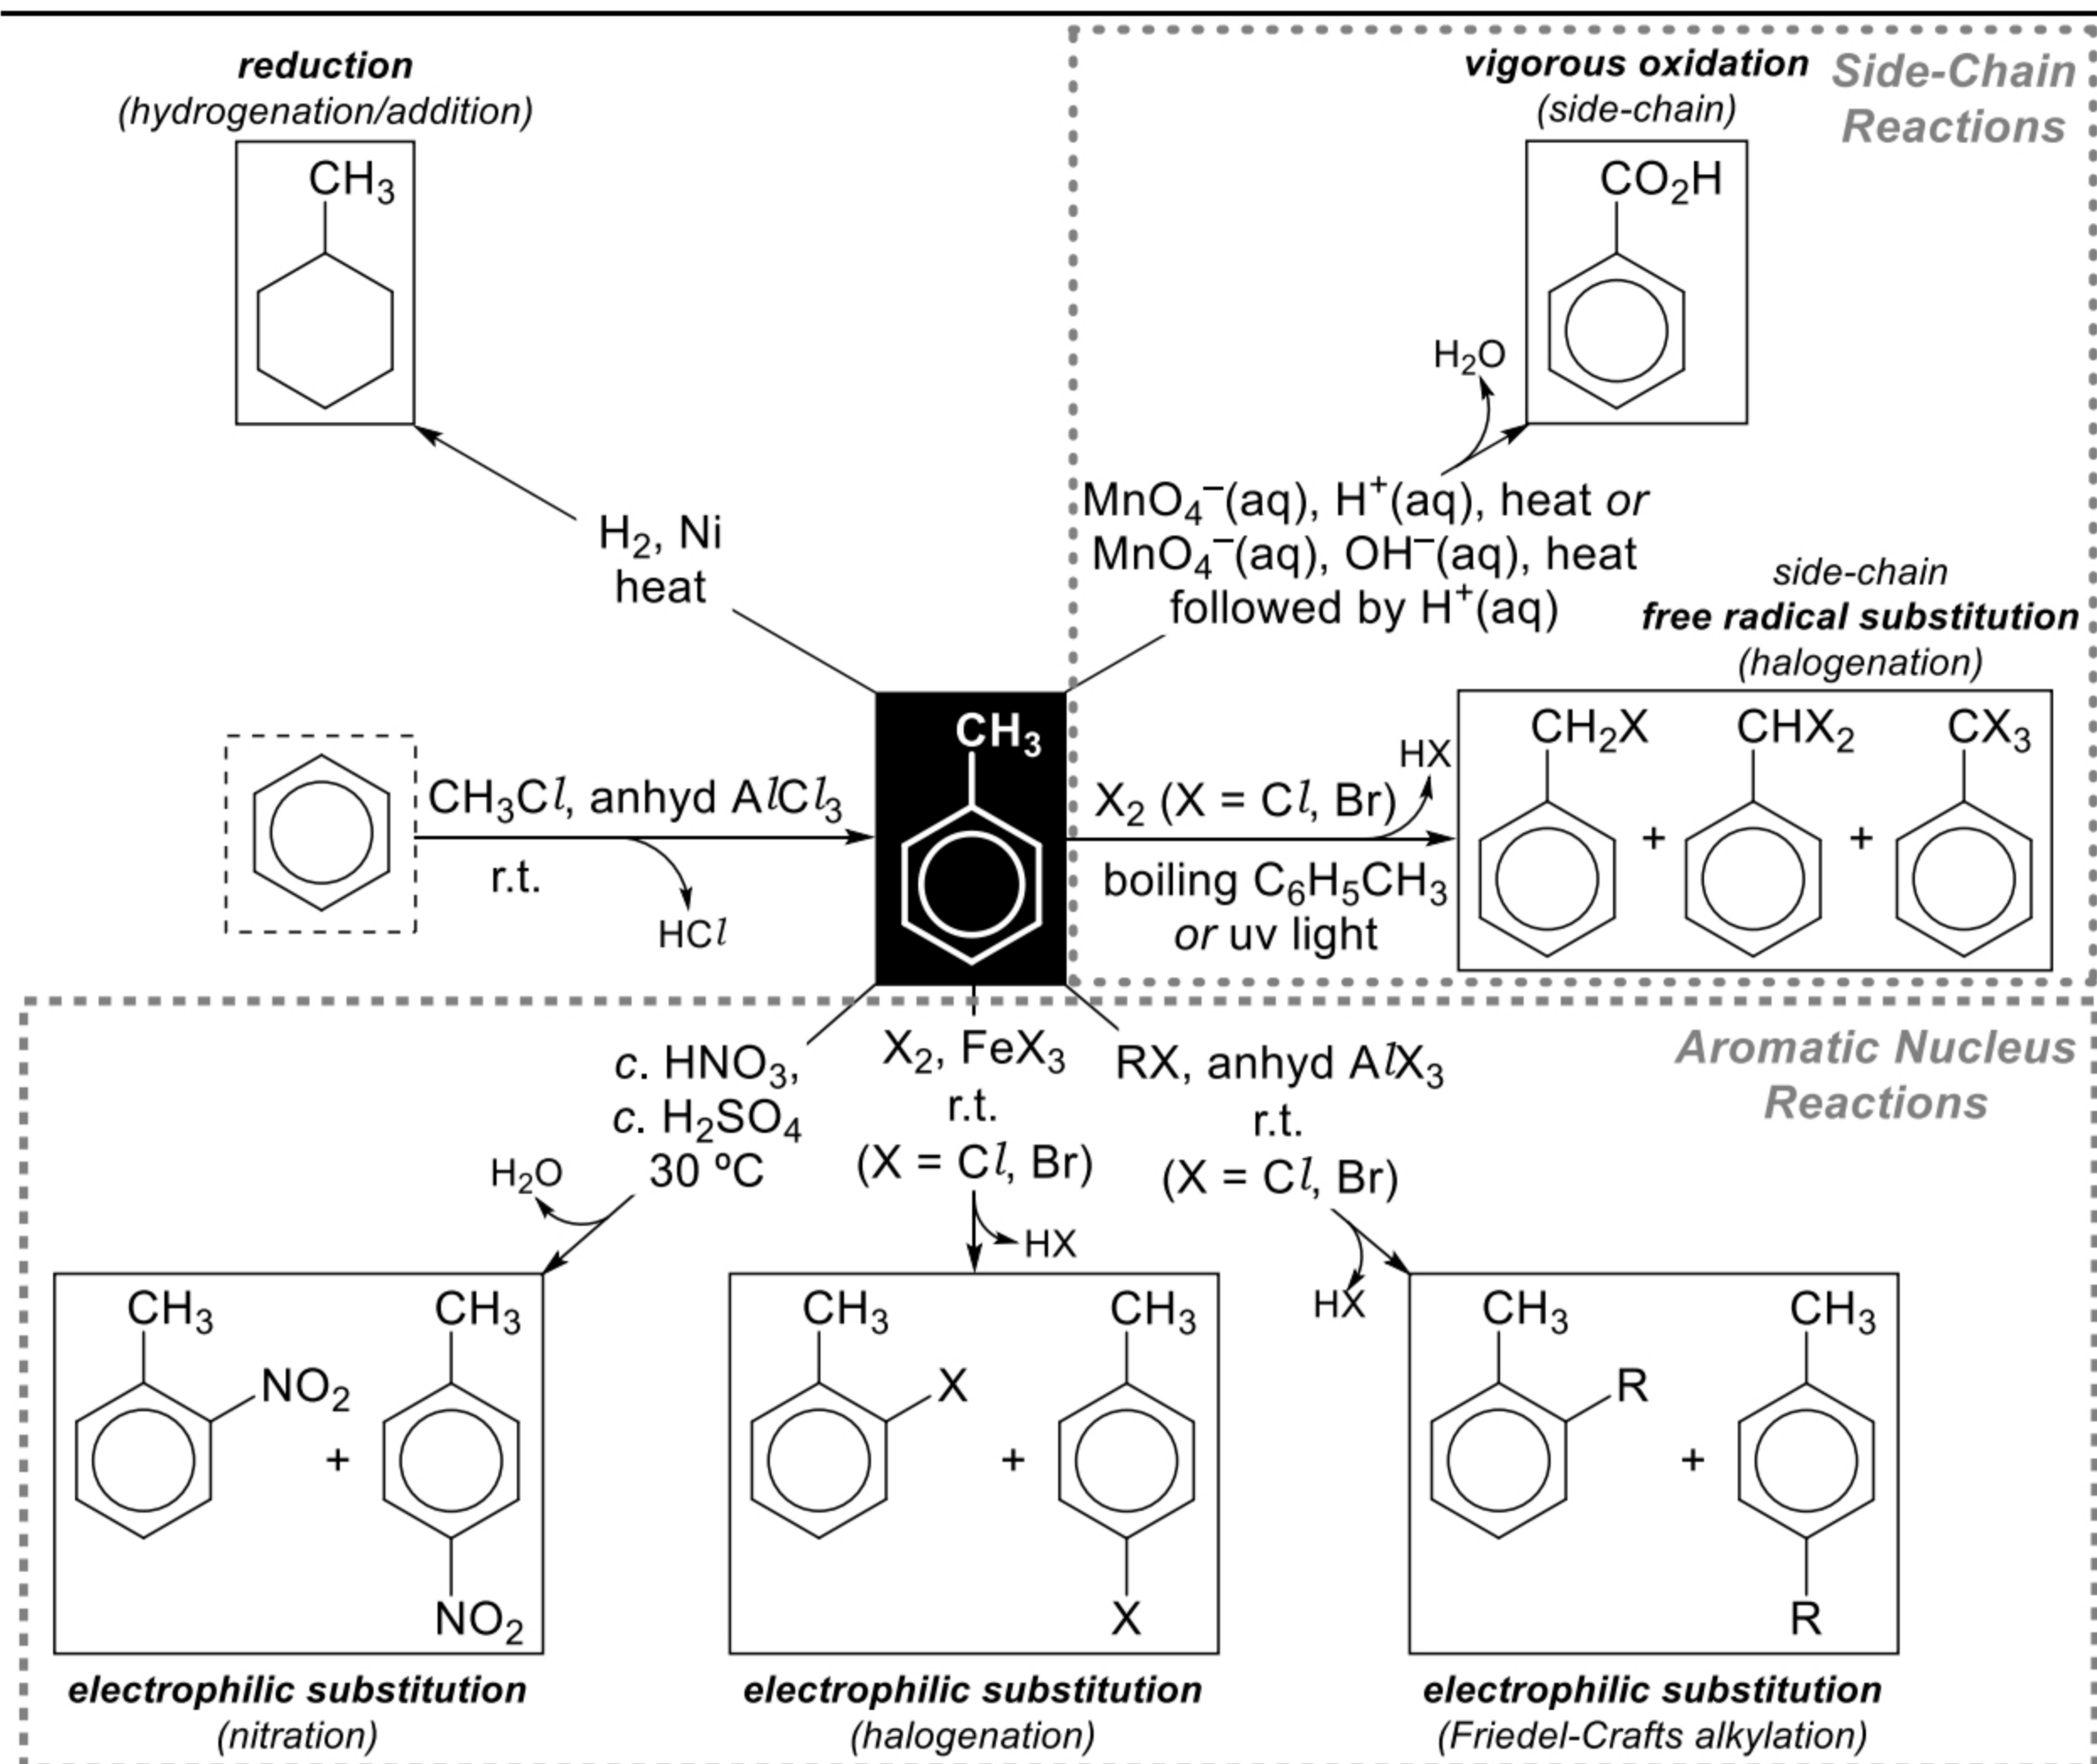 reduction
(hydrogenation/addition)
CH₃
H₂, Ni
heat
vigorous oxidation
(side-chain)
Side-Chain
Reactions
CO₂H
H₂O
MnO₄⁻(aq), H⁺(aq), heat or
MnO₄⁻(aq), OH⁻(aq), heat
followed by H⁺(aq)
side-chain
free radical substitution
(halogenation)
CH₃Cl, anhyd AlCl₃
r.t.
HCl
CH₃
X₂ (X = Cl, Br)
HX
boiling C₆H₅CH₃
or uv light
CH₂X
+
CHX₂
+
CX₃
Aromatic Nucleus
Reactions
c. HNO₃,
c. H₂SO₄
30 ºC
H₂O
X₂, FeX₃
r.t.
(X = Cl, Br)
HX
RX, anhyd AlX₃
r.t.
(X = Cl, Br)
HX
CH₃
NO₂
+
CH₃
NO₂
electrophilic substitution
(nitration)
CH₃
X
+
CH₃
X
electrophilic substitution
(halogenation)
CH₃
R
+
CH₃
R
electrophilic substitution
(Friedel-Crafts alkylation)